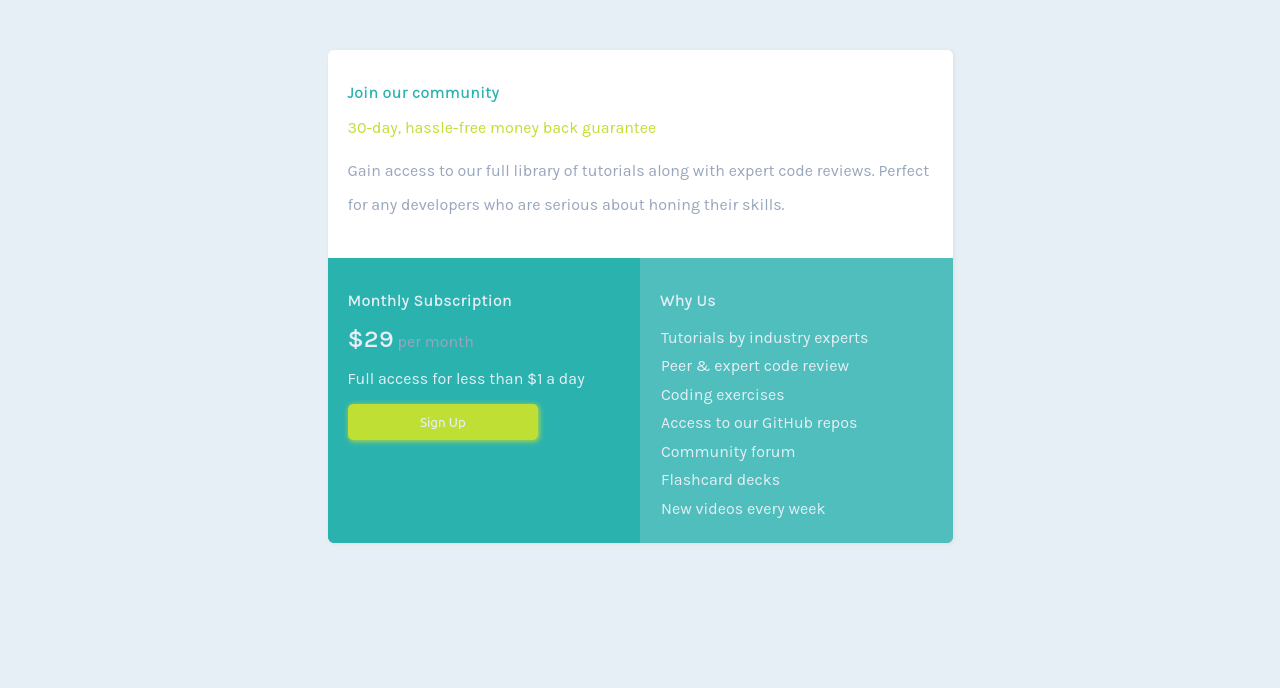 Join our community
30-day, hassle-free money back guarantee
Gain access to our full library of tutorials along with expert code reviews. Perfect
for any developers who are serious about honing their skills.
Monthly Subscription
$29 per month
Full access for less than $1 a day
Sign Up
Why Us
Tutorials by industry experts
Peer & expert code review
Coding exercises
Access to our GitHub repos
Community forum
Flashcard decks
New videos every week